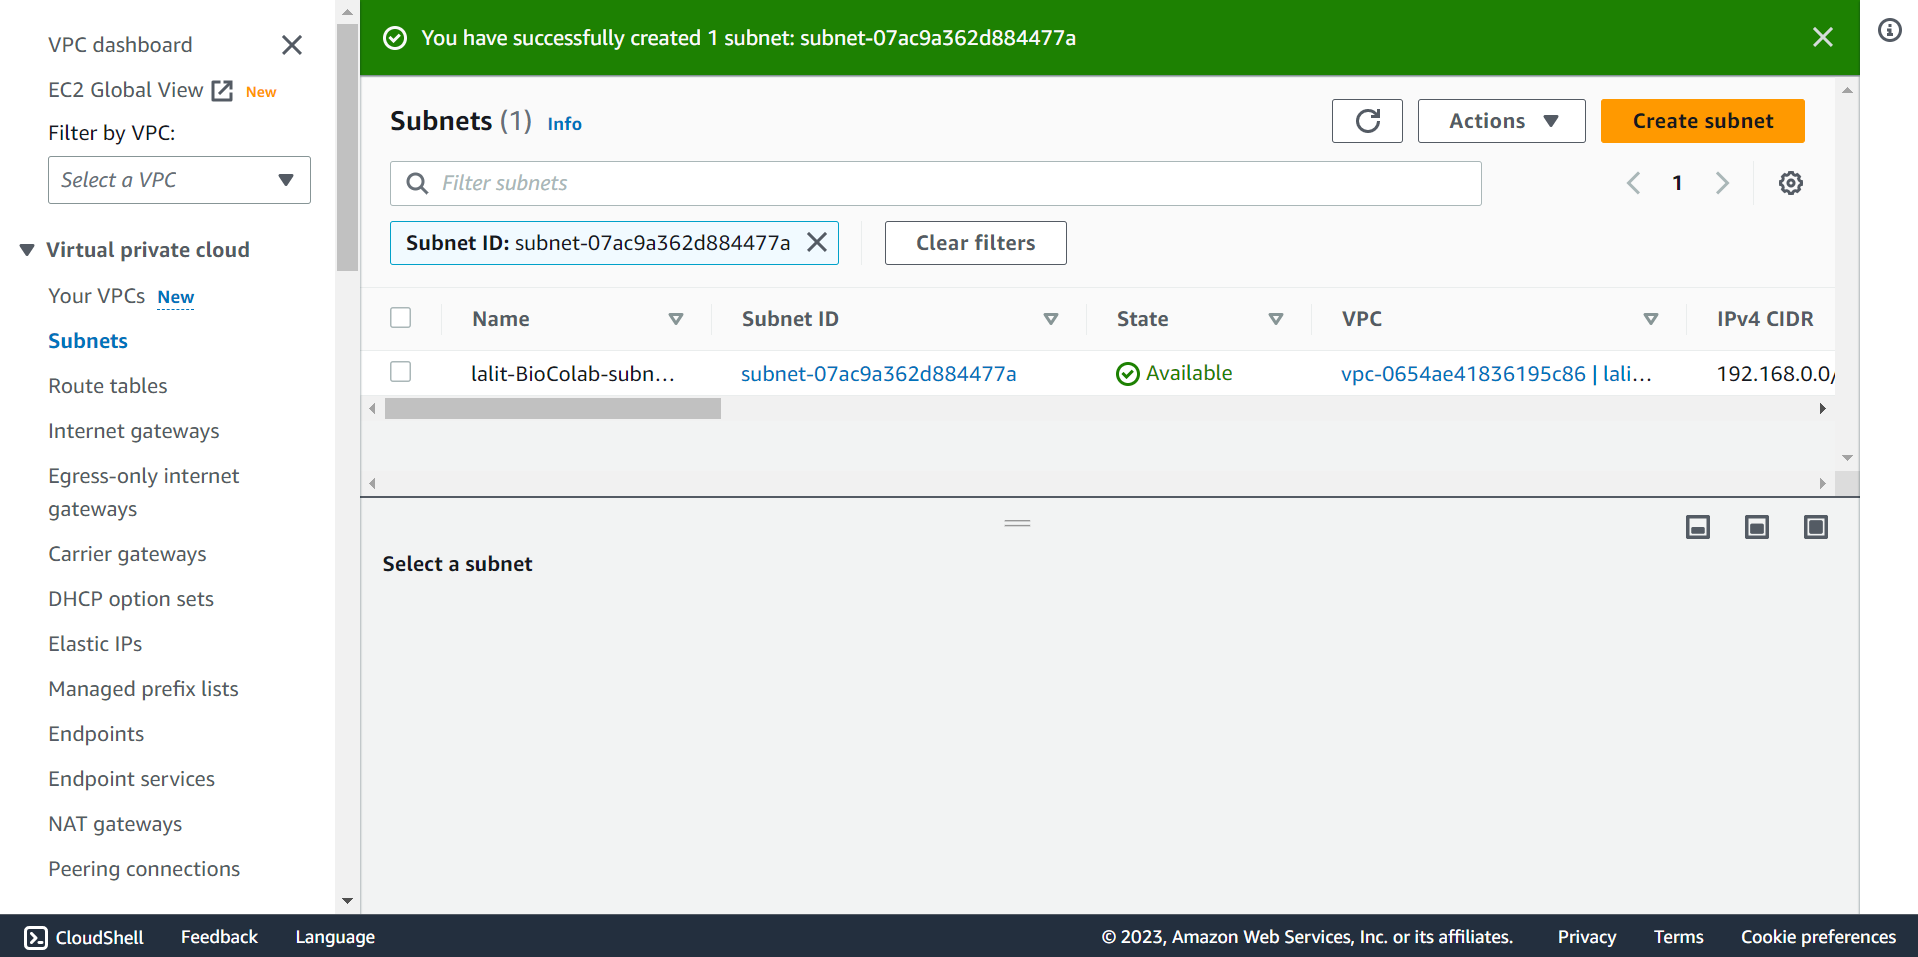 VPC dashboard
EC2 Global View New
Filter by VPC:
Select a VPC
Virtual private cloud
Your VPCs New
Subnets
Route tables
Internet gateways
Egress-only internet
gateways
Carrier gateways
DHCP option sets
Elastic IPs
Managed prefix lists
Endpoints
Endpoint services
NAT gateways
Peering connections
You have successfully created 1 subnet: subnet-07ac9a362d884477a
Subnets (1) Info
Actions
Create subnet
Filter subnets
1
Subnet ID: subnet-07ac9a362d884477a
Clear filters
Name Subnet ID State VPC IPv4 CIDR
lalit-BioColab-subn... subnet-07ac9a362d884477a Available vpc-0654ae41836195c86 | lali... 192.168.0.0/
Select a subnet
CloudShell Feedback Language © 2023, Amazon Web Services, Inc. or its affiliates. Privacy Terms Cookie preferences